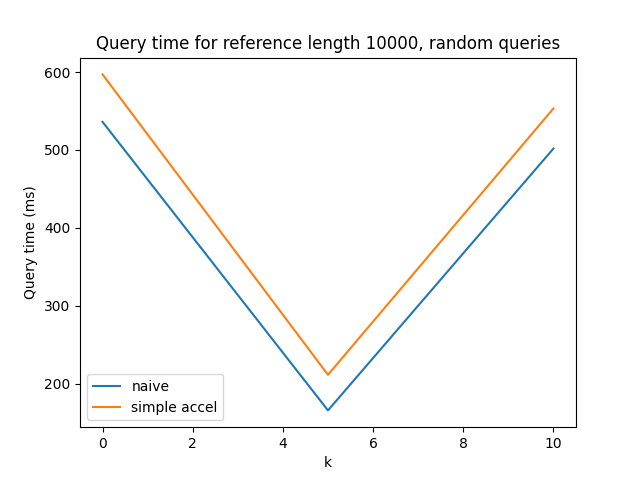 Query time for reference length 10000, random queries
600
500
400
300
200
Query time (ms)
naive
simple accel
0 2 4 6 8 10
k